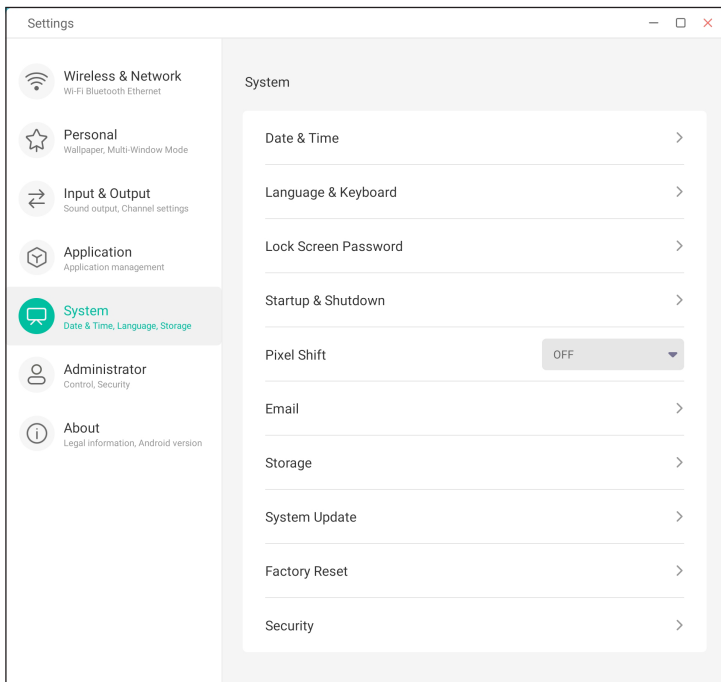 Settings
Wireless & Network
Wi-Fi Bluetooth Ethernet
Personal
Wallpaper, Multi-Window Mode
Input & Output
Sound output, Channel settings
Application
Application management
System
Date & Time, Language, Storage
Administrator
Control, Security
About
Legal information, Android version
System
Date & Time
Language & Keyboard
Lock Screen Password
Startup & Shutdown
Pixel Shift OFF
Email
Storage
System Update
Factory Reset
Security